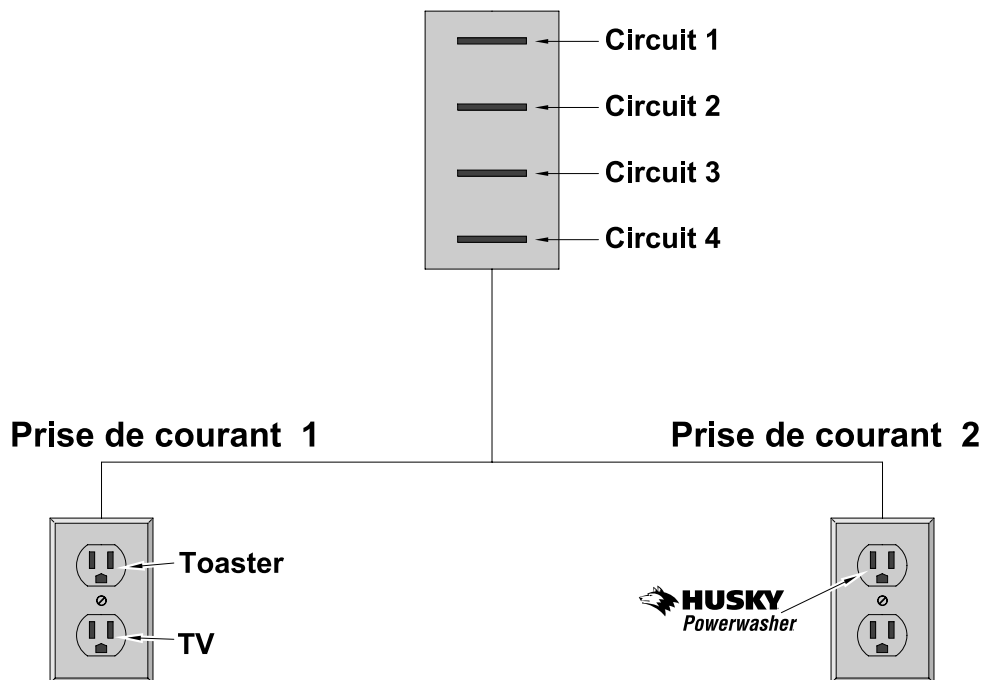 Circuit 1
Circuit 2
Circuit 3
Circuit 4
Prise de courant 1
Prise de courant 2
Toaster
TV
HUSKY
Powerwasher